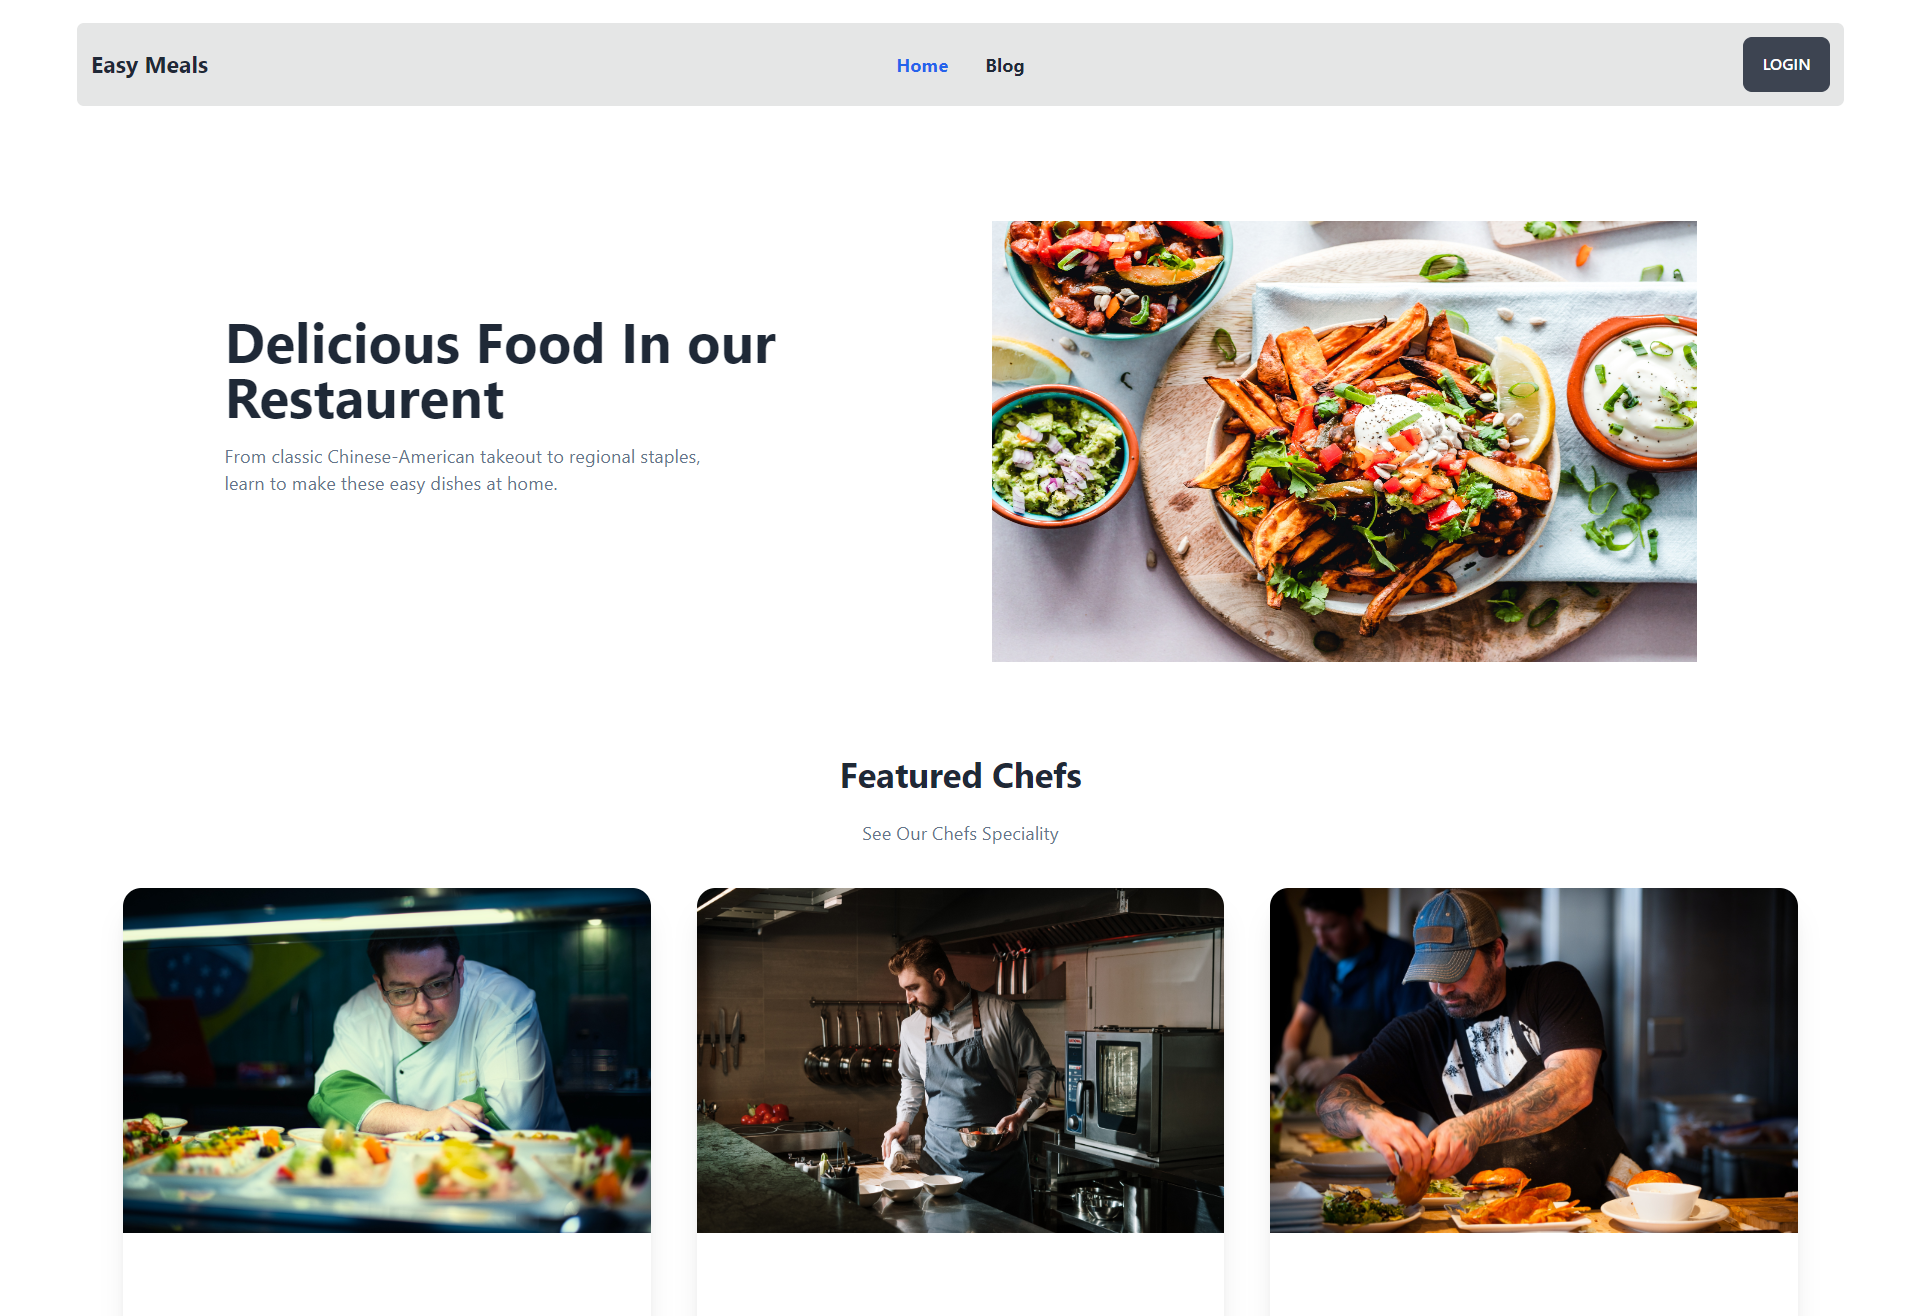 Easy Meals
Home
Blog
LOGIN
Delicious Food In our
Restaurent
From classic Chinese-American takeout to regional staples,
learn to make these easy dishes at home.
Featured Chefs
See Our Chefs Speciality